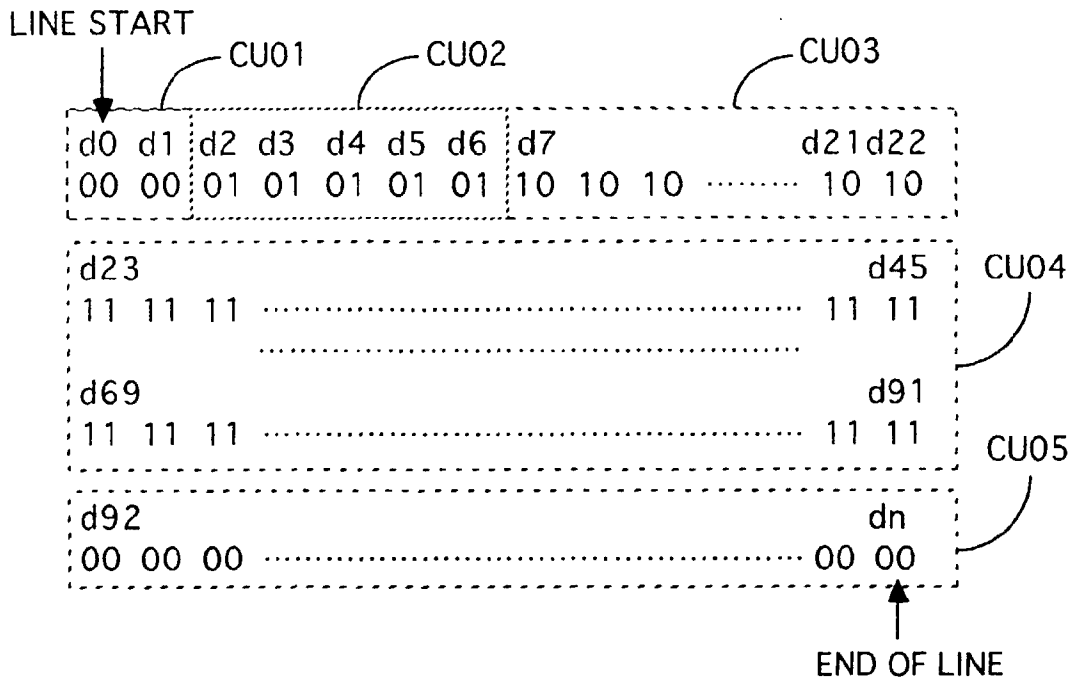 LINE START
CU01 CU02 CU03
d0 d1 d2 d3 d4 d5 d6 d7 d21 d22
00 00 01 01 01 01 01 10 10 10 ········ 10 10
d23 d45 CU04
11 11 11 ········ 11 11
d69 d91
11 11 11 ········ 11 11
CU05
d92 dn
00 00 00 ········ 00 00
END OF LINE